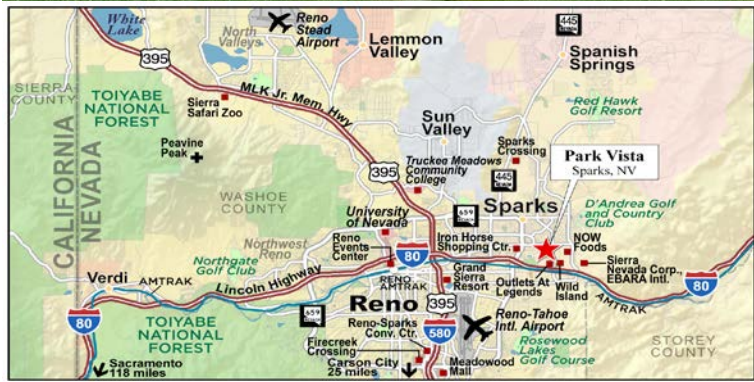 White
Lake
Reno
Stead
Airport
North
Valleys
Lemmon
Valley
445
Spanish
Springs
395
SIERRA
COUNTY
TOIYABE
NATIONAL
FOREST
MLK Jr. Mem. Hwy
Sierra
Safari Zoo
Sun
Valley
Red Hawk
Golf Resort
Peavine
Peak
Sparks
Crossing
Park Vista
Sparks, NV
395
Truckee Meadows
Community
College
445
CALIFORNIA
NEVADA
WASHOE
COUNTY
University
of Nevada
659
Sparks
D'Andrea Golf
and Country
Club
Northwest
Reno
Reno
Events
Center
80
Iron Horse
Shopping Ctr.
NOW
Foods
Northgate
Golf Club
Lincoln Highway
Verdi
AMTRAK
RENO
AMTRAK
Grand
Sierra
Resort
Outlets At
Legends
Wild
Island
Sierra
Nevada Corp.,
EBARA Intl.
AMTRAK
80
80
659
Reno
395
Reno-Tahoe
Intl. Airport
TOIYABE
NATIONAL
FOREST
Reno-Sparks
Conv. Ctr.
580
Rosewood
Lakes
Golf Course
STOREY
COUNTY
Firecreek
Crossing
Sacramento
118 miles
Carson City
25 miles
Meadowood
Mall